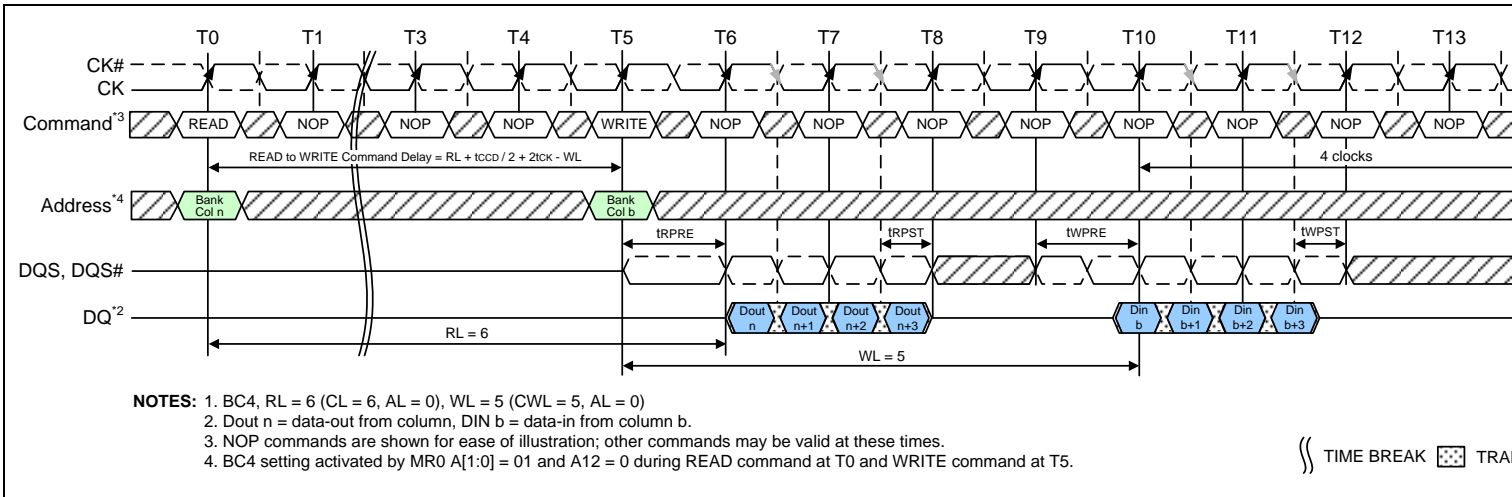 T0 T1 T3 T4 T5 T6 T7 T8 T9 T10 T11 T12 T13
CK#
CK
Command*3 READ NOP NOP NOP WRITE NOP NOP NOP NOP NOP NOP NOP NOP
READ to WRITE Command Delay = RL + tCCD / 2 + 2tCK - WL 4 clocks
Address*4 Bank Col n Bank Col b
tRPRE tRPST tWPRE tWPST
DQS, DQS#
DQ*2 Dout n Dout n+1 Dout n+2 Dout n+3 Din b Din b+1 Din b+2 Din b+3
RL = 6
WL = 5
NOTES: 1. BC4, RL = 6 (CL = 6, AL = 0), WL = 5 (CWL = 5, AL = 0)
2. Dout n = data-out from column, DIN b = data-in from column b.
3. NOP commands are shown for ease of illustration; other commands may be valid at these times.
4. BC4 setting activated by MR0 A[1:0] = 01 and A12 = 0 during READ command at T0 and WRITE command at T5.
TIME BREAK